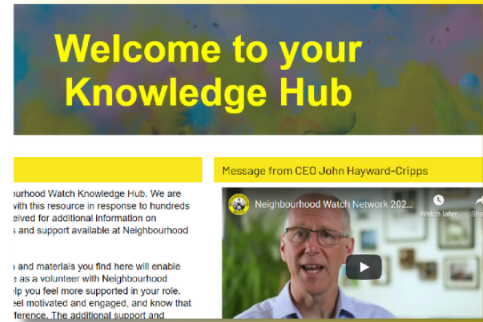 Welcome to your
Knowledge Hub
Message from CEO John Hayward-Cripps
urhood Watch Knowledge Hub. We are
with this resource in response to hundreds
eived for additional information on
s and support available at Neighbourhood
and materials you find here will enable
e as a volunteer with Neighbourhood
lp you feel more supported in your role.
eel motivated and engaged, and know that
ference. The additional support and
Neighbourhood Watch Network 202...
Watch later